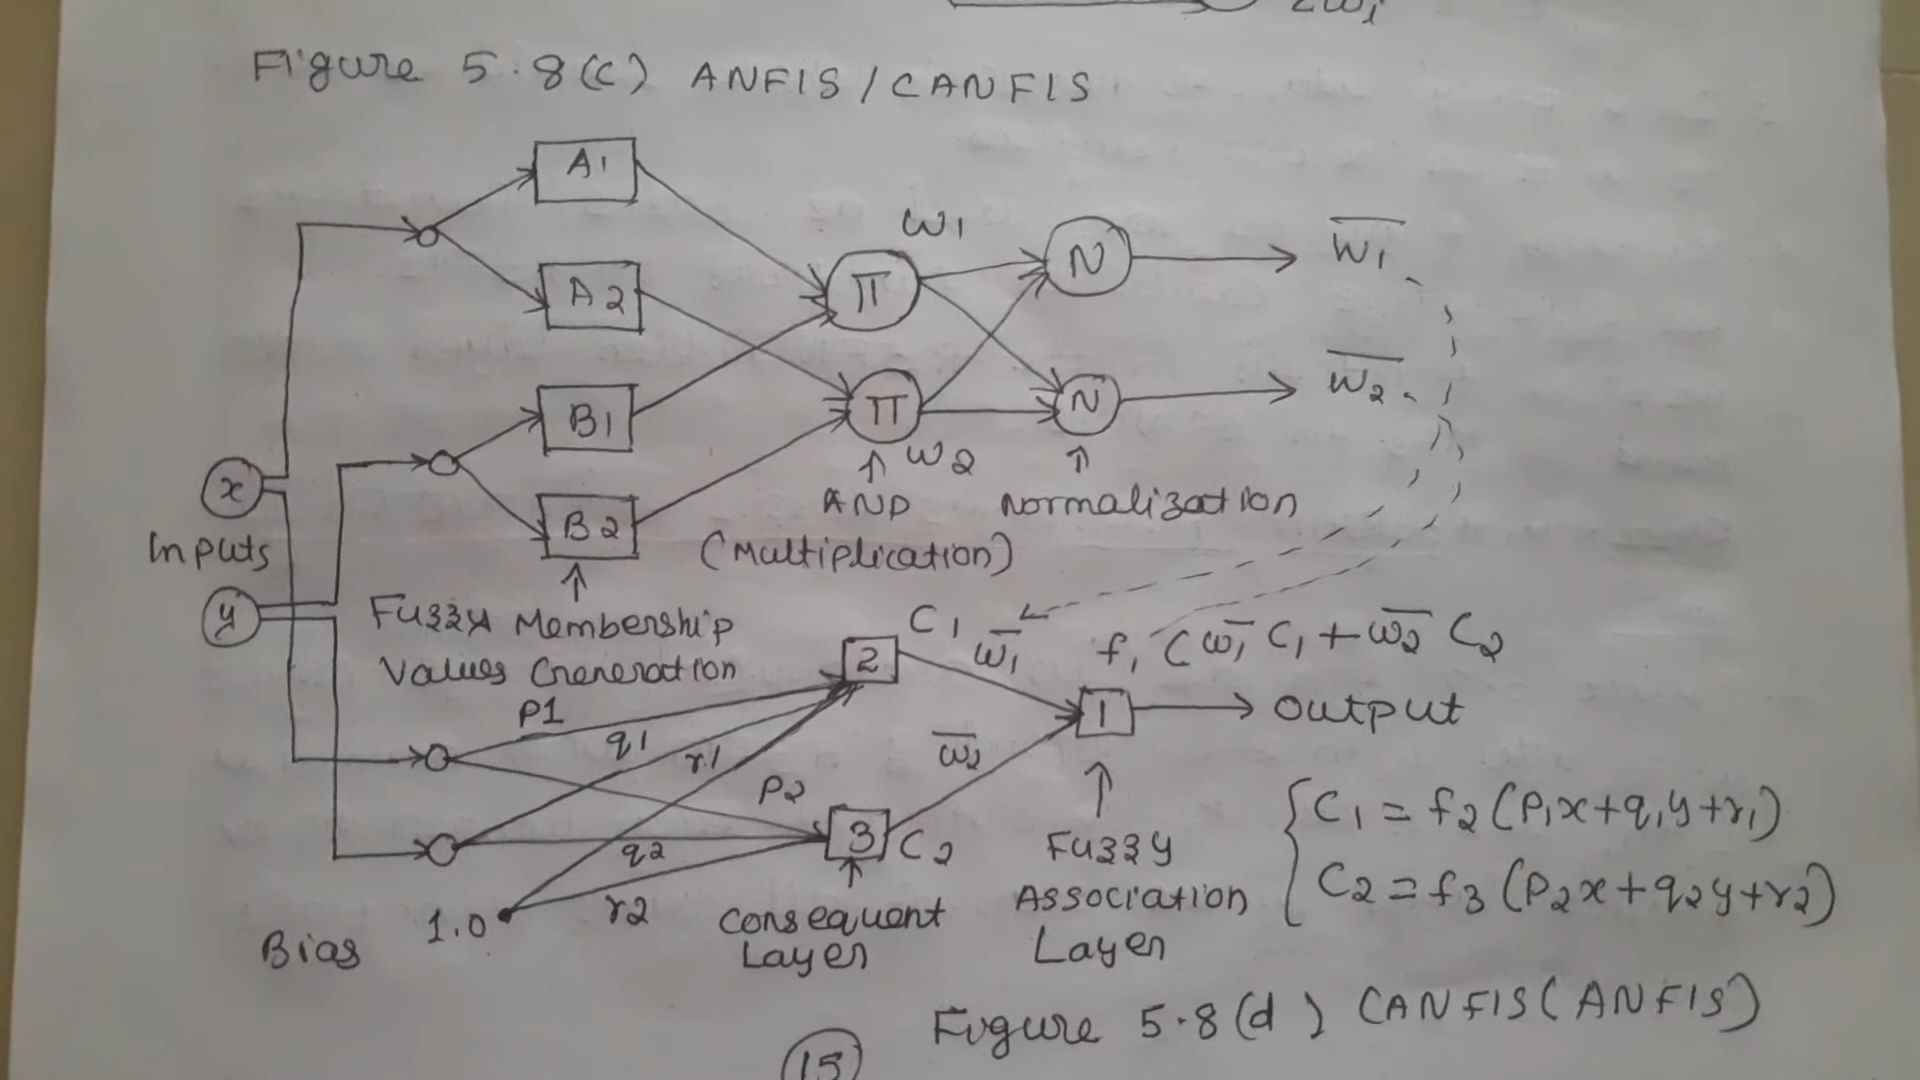 Σωi
Figure 5.8(C) ANFIS/CANFIS
A1
A2
B1
B2
Π
Π
ω1
ω2
N
N
W̅1
W̅2
x
Inputs
y
AND
(Multiplication)
Normalization
Fuzzy Membership
Values Generation
2
C1
ω̅1
f1 (ω̅1 C1 + ω̅2 C2
P1
q1
r1
P2
q2
r2
ω̅2
1
Output
3
C2
1.0
Bias
Consequent
Layer
Fuzzy
Association
Layer
C1 = f2 (P1x+q1y+r1)
C2 = f3 (P2x+q2y+r2)
Figure 5.8(d) CANFIS(ANFIS)
15